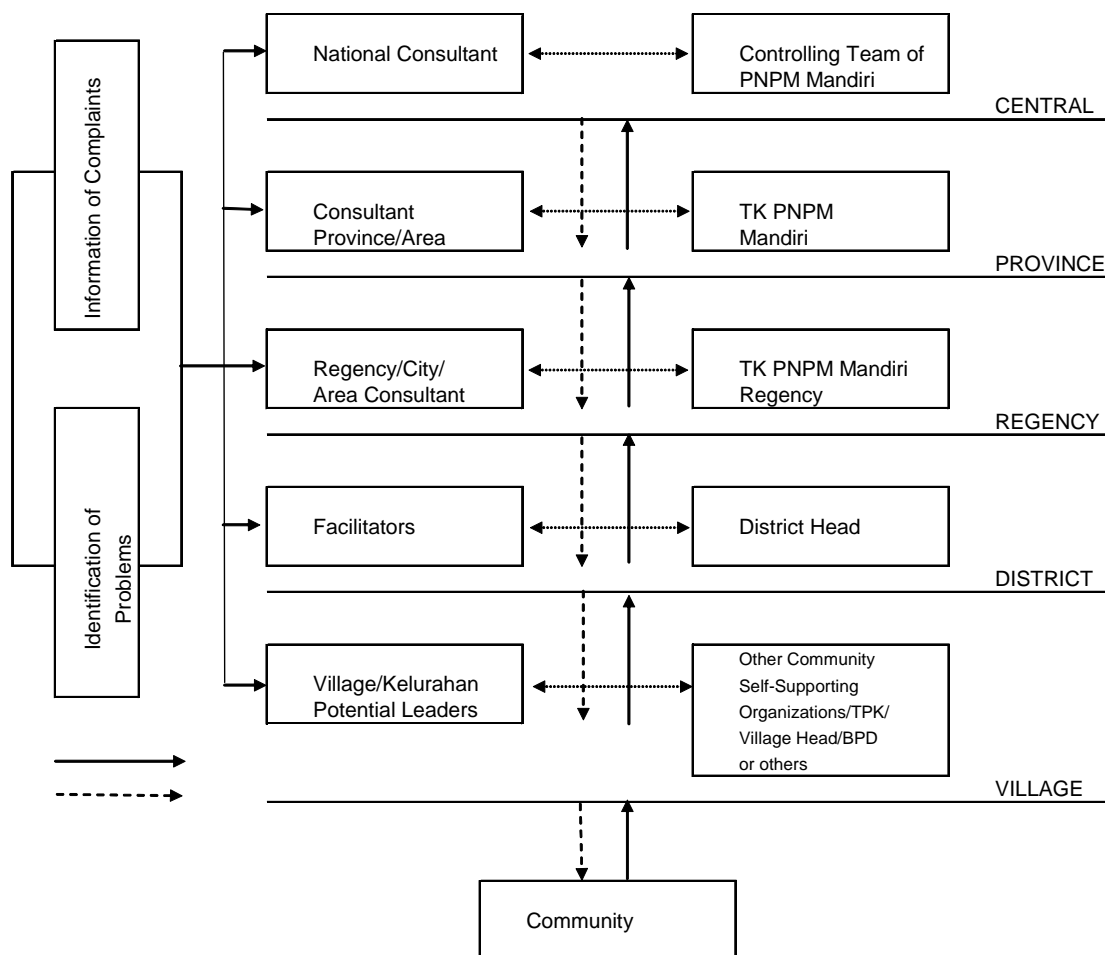 Information of Complaints
Identification of
Problems
National Consultant
Controlling Team of
PNPM Mandiri
CENTRAL
Consultant
Province/Area
TK PNPM
Mandiri
PROVINCE
Regency/City/
Area Consultant
TK PNPM Mandiri
Regency
REGENCY
Facilitators
District Head
DISTRICT
Village/Kelurahan
Potential Leaders
Other Community
Self-Supporting
Organizations/TPK/
Village Head/BPD
or others
VILLAGE
Community